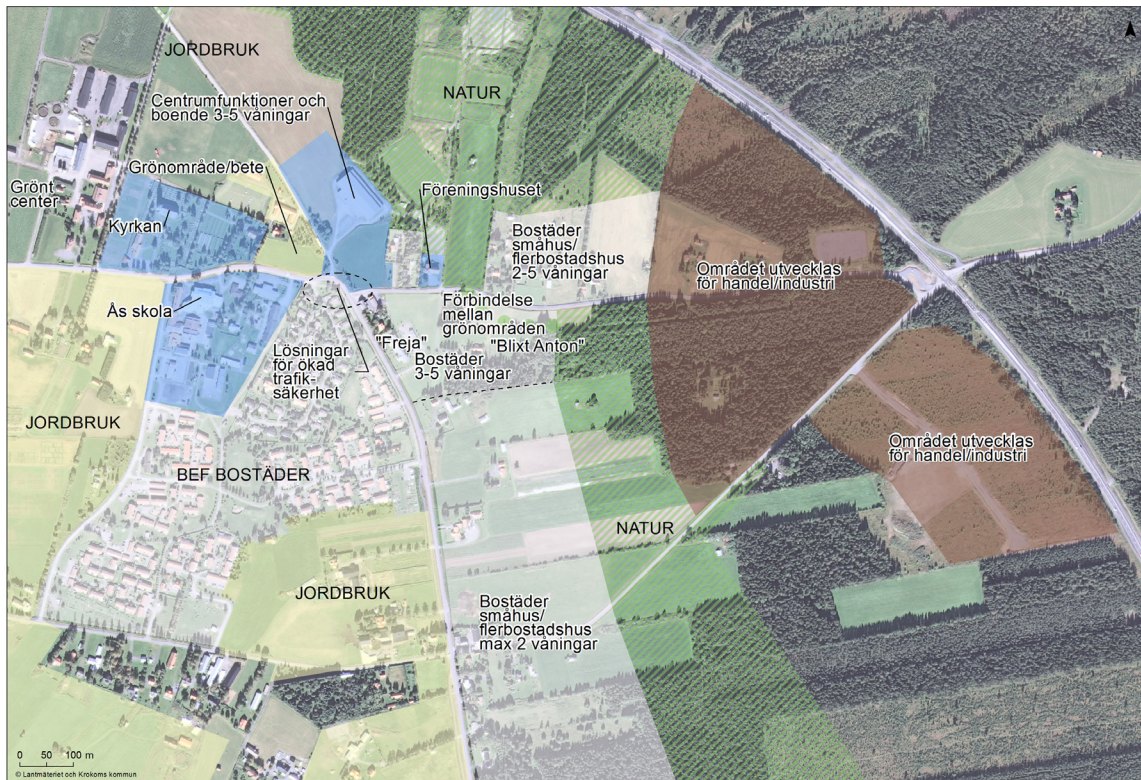 JORDBRUK
NATUR
Centrumfunktioner och
boende 3-5 våningar
Grönområde/bete
Grönt
center
Kyrkan
Föreningshuset
Bostäder
småhus/
flerbostadshus
2-5 våningar
Området utvecklas
för handel/industri
Ås skola
Förbindelse
mellan
grönområden
"Freja"
"Blixt Anton"
Lösningar
för ökad
trafik-
säkerhet
Bostäder
3-5 våningar
JORDBRUK
Området utvecklas
för handel/industri
BEF BOSTÄDER
NATUR
JORDBRUK
Bostäder
småhus/
flerbostadshus
max 2 våningar
0 50 100 m
© Lantmäteriet och Krokoms kommun